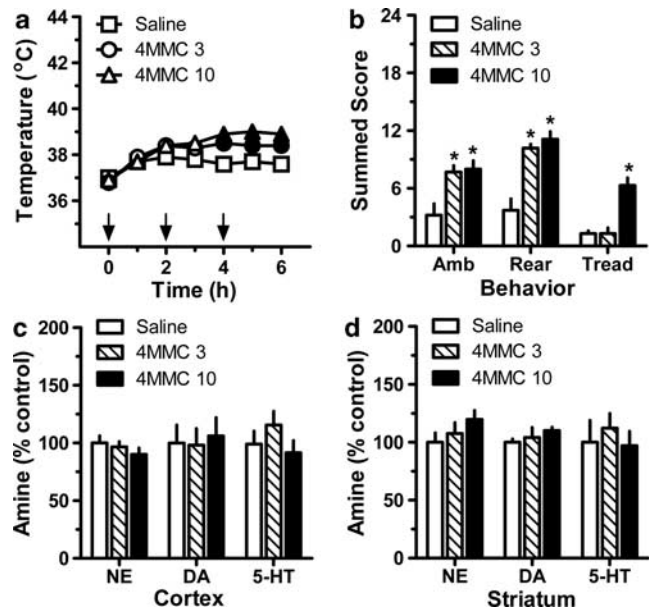 a
Saline
4MMC 3
4MMC 10
Temperature (°C)
44
42
40
38
36
0
2
4
6
Time (h)
b
Saline
4MMC 3
4MMC 10
Summed Score
24
18
12
6
0
* *
* *
*
Amb Rear Tread
Behavior
c
Saline
4MMC 3
4MMC 10
Amine (% control)
200
150
100
50
0
NE DA 5-HT
Cortex
d
Saline
4MMC 3
4MMC 10
Amine (% control)
200
150
100
50
0
NE DA 5-HT
Striatum